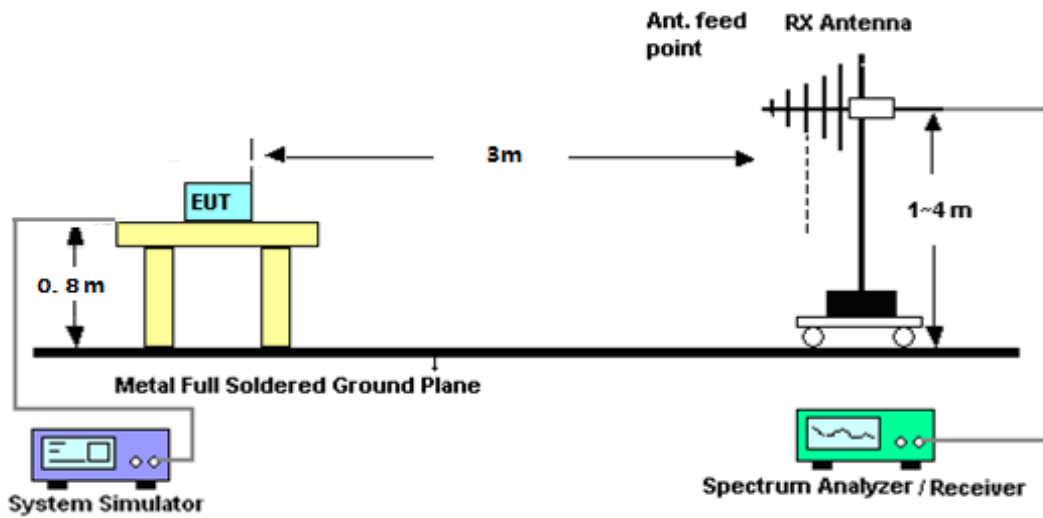 Ant. feed
point
RX Antenna
3m
EUT
1~4 m
0. 8 m
Metal Full Soldered Ground Plane
System Simulator
Spectrum Analyzer / Receiver